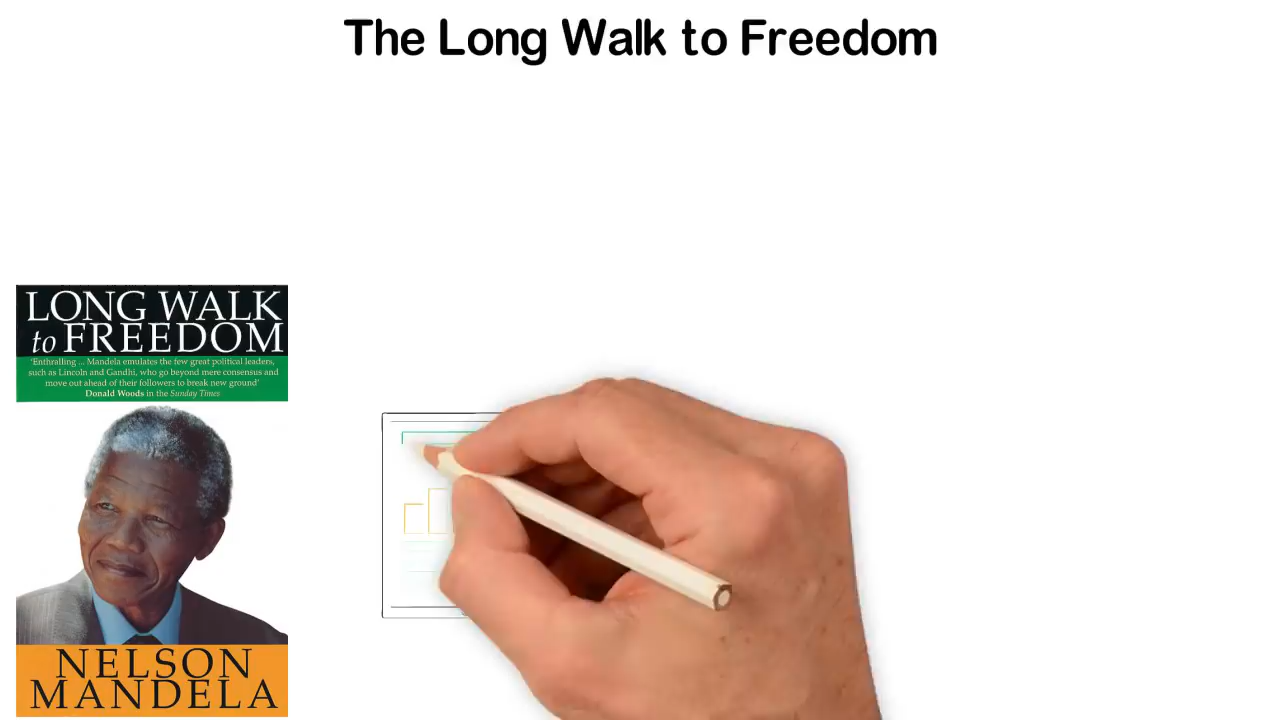 The Long Walk to Freedom
LONG WALK
to FREEDOM
'Enthralling ... Mandela emulates the few great political leaders,
such as Lincoln and Gandhi, who go beyond mere consensus and
move out ahead of their followers to break new ground'
Donald Woods in the Sunday Times
NELSON
MANDELA